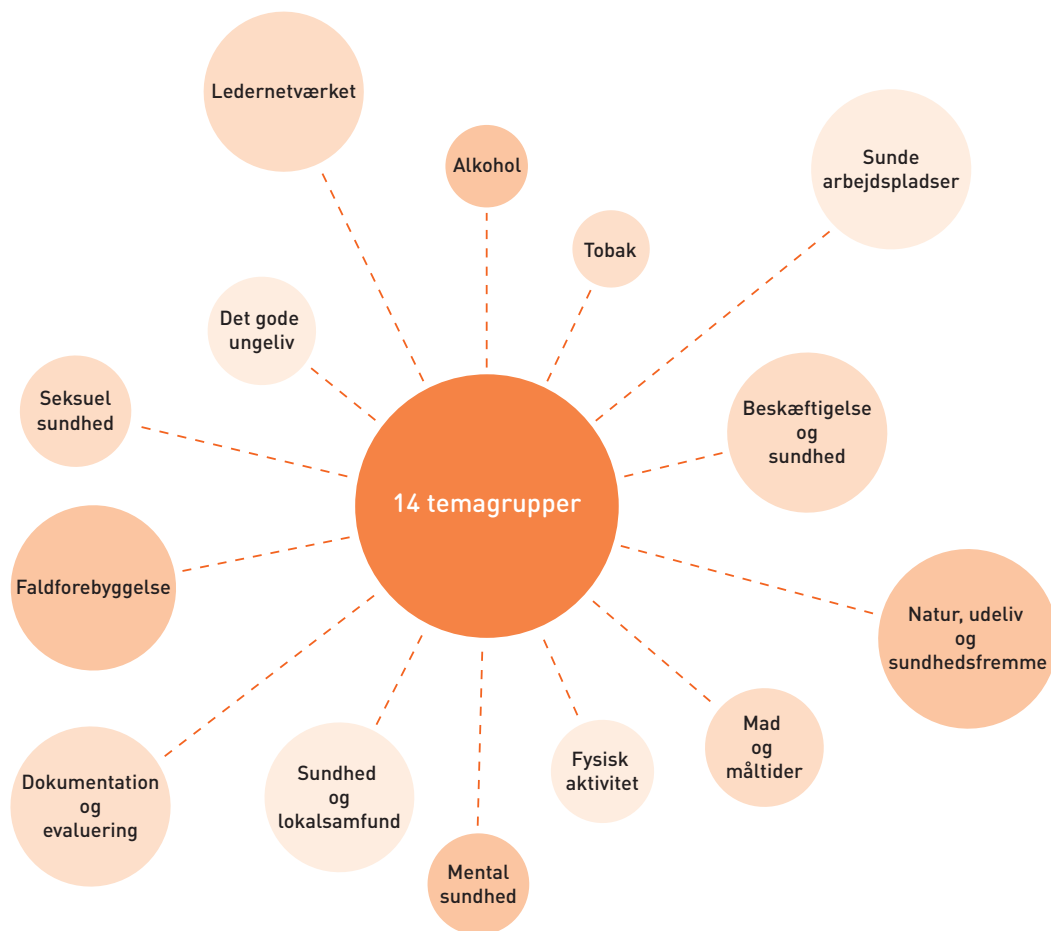 Ledernetværket
Alkohol
Sunde
arbejdspladser
Tobak
Det gode
ungeliv
Seksuel
sundhed
Beskæftigelse
og
sundhed
14 temagrupper
Faldforebyggelse
Natur, udeliv
og
sundhedsfremme
Mad
og
måltider
Fysisk
aktivitet
Sundhed
og
lokalsamfund
Dokumentation
og
evaluering
Mental
sundhed